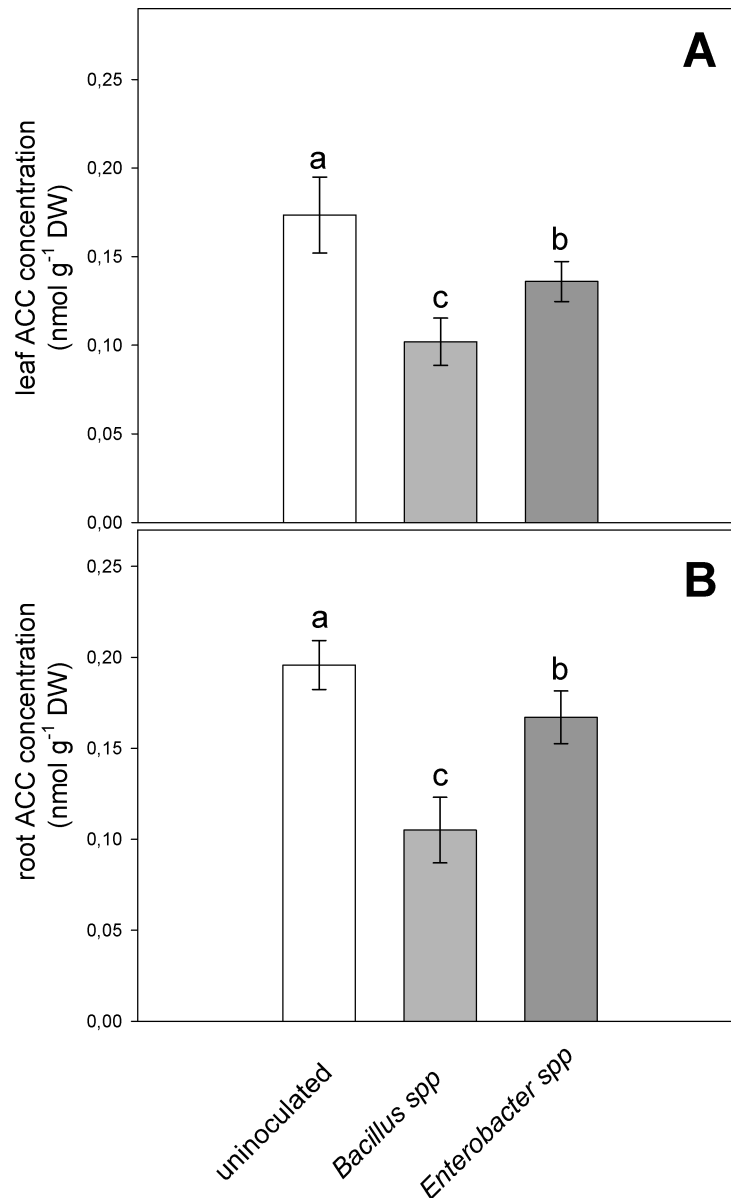 A
0,25
0,20
0,15
0,10
0,05
0,00
leaf ACC concentration
(nmol g⁻¹ DW)
a
c
b
B
0,25
0,20
0,15
0,10
0,05
0,00
root ACC concentration
(nmol g⁻¹ DW)
a
c
b
uninoculated
Bacillus spp
Enterobacter spp